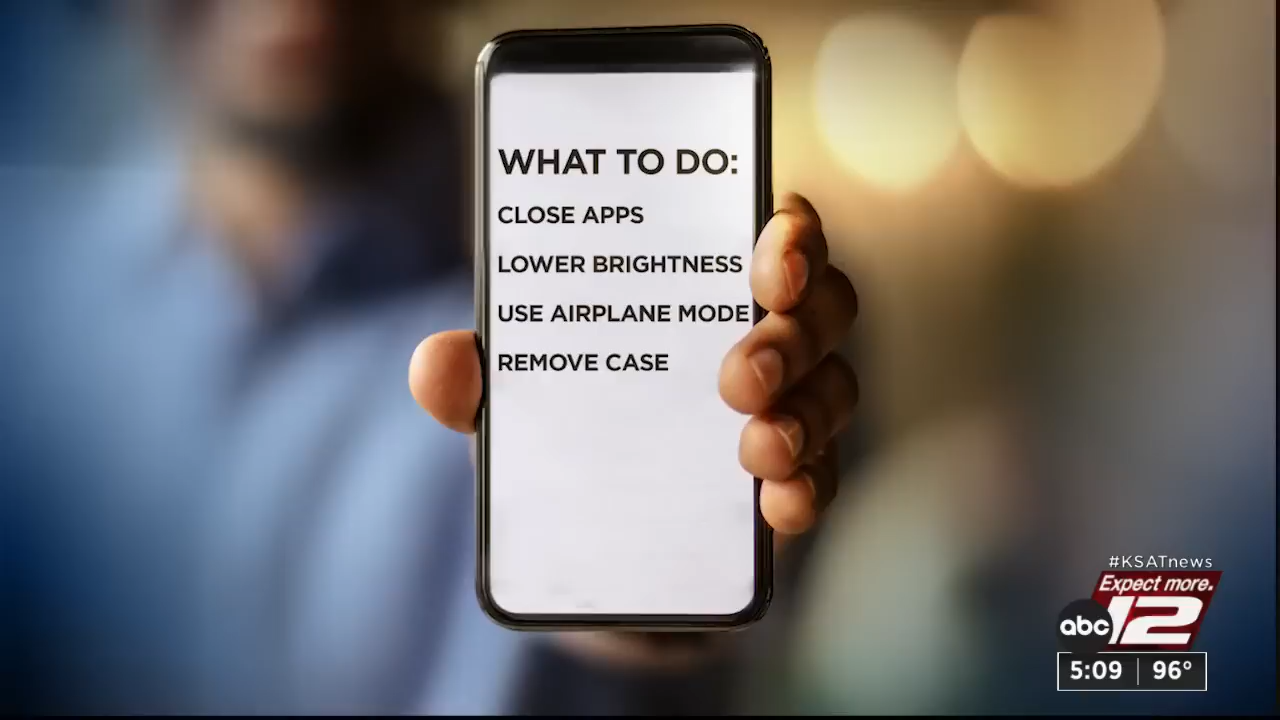 WHAT TO DO:
CLOSE APPS
LOWER BRIGHTNESS
USE AIRPLANE MODE
REMOVE CASE
#KSATnews
Expect more.
abc 12
5:09 96°